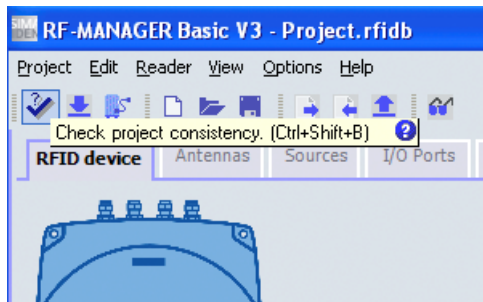 RF-MANAGER Basic V3 - Project.rfidb
Project Edit Reader View Options Help
Check project consistency. (Ctrl+Shift+B)
RFID device Antennas Sources I/O Ports